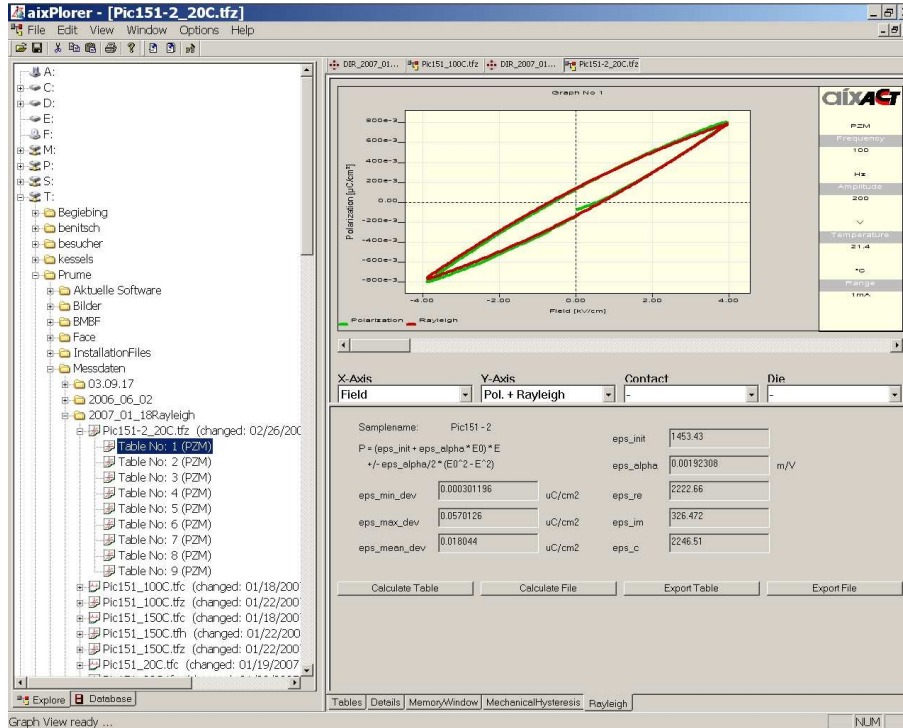 aixPlorer - [Pic151-2_20C.tfz]
File Edit View Window Options Help
A:
C:
D:
E:
F:
M:
P:
S:
T:
Begiebing
benitsch
besucher
kessels
Prume
Aktuelle Software
Bilder
BMBF
Face
InstallationFiles
Messdaten
03.09.17
2006_06_02
2007_01_18Rayleigh
Pic151-2_20C.tfz (changed: 02/26/200
Table No: 1 (PZM)
Table No: 2 (PZM)
Table No: 3 (PZM)
Table No: 4 (PZM)
Table No: 5 (PZM)
Table No: 6 (PZM)
Table No: 7 (PZM)
Table No: 8 (PZM)
Table No: 9 (PZM)
Pic151_100C.tfc (changed: 01/18/200
Pic151_100C.tfz (changed: 01/22/200
Pic151_150C.tfc (changed: 01/18/200
Pic151_150C.tfh (changed: 01/22/200
Pic151_150C.tfz (changed: 01/22/200
Pic151_20C.tfc (changed: 01/19/2007
Explore Database
Graph View ready ...
DIR_2007_01... Pic151_100C.tfz DIR_2007_01... Pic151-2_20C.tfz
Graph No 1
Polarization [µC/cm²]
800e-3
600e-3
400e-3
200e-3
0.00
-200e-3
-400e-3
-600e-3
-800e-3
-4.00 -2.00 0.00 2.00 4.00
Field [kV/cm]
Polarization Rayleigh
aixACT
PZM
Frequency
100
Hz
Amplitude
200
V
Temperature
21.4
°C
Range
1mA
X-Axis Y-Axis Contact Die
Field Pol. + Rayleigh - -
Samplename: Pic151 - 2
P = (eps_init + eps_alpha * E0) * E
+/- eps_alpha/2 * (E0^2 - E^2)
eps_min_dev 0.000301196 uC/cm2
eps_max_dev 0.0570126 uC/cm2
eps_mean_dev 0.018044 uC/cm2
eps_init 1453.43
eps_alpha 0.00192308 m/V
eps_re 2222.66
eps_im 326.472
eps_c 2246.51
Calculate Table Calculate File Export Table Export File
Tables Details MemoryWindow MechanicalHysteresis Rayleigh
NUM